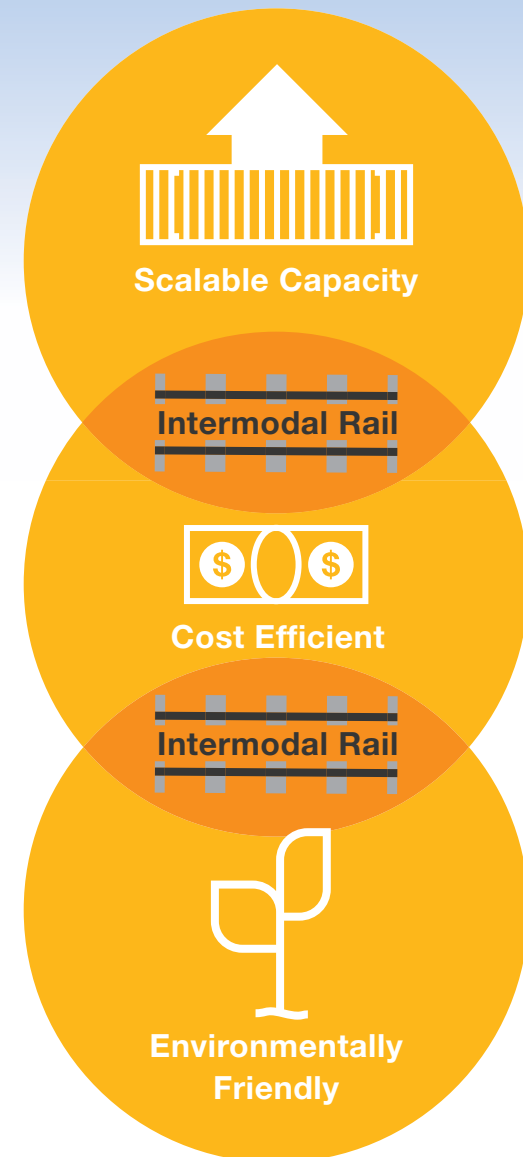 Scalable Capacity
Intermodal Rail
$ $
Cost Efficient
Intermodal Rail
Environmentally
Friendly